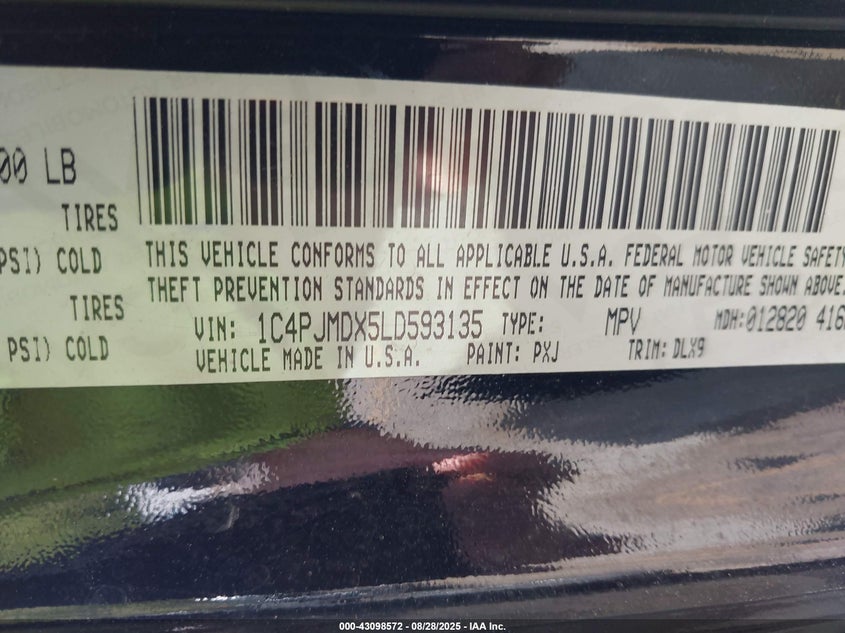 00 LB
TIRES
PSI) COLD
TIRES
PSI) COLD
THIS VEHICLE CONFORMS TO ALL APPLICABLE U.S.A. FEDERAL MOTOR VEHICLE SAFETY
THEFT PREVENTION STANDARDS IN EFFECT ON THE DATE OF MANUFACTURE SHOWN ABOVE.
VIN: 1C4PJMDX5LD593135 TYPE: MPV MDH:012820 416
VEHICLE MADE IN U.S.A. PAINT: PXJ TRIM: DLX9
000-43098572 - 08/28/2025 - IAA Inc.